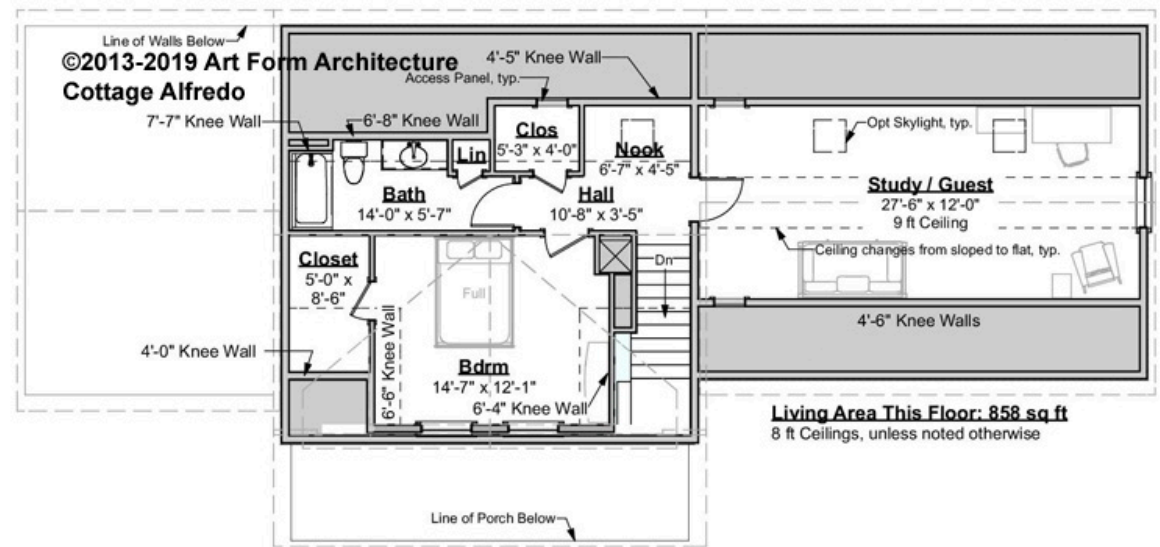 Line of Walls Below
©2013-2019 Art Form Architecture
Cottage Alfredo
4'-5" Knee Wall
Access Panel, typ.
7'-7" Knee Wall
6'-8" Knee Wall
Clos
5'-3" x 4'-0"
Lin
Nook
6'-7" x 4'-5"
Opt Skylight, typ.
Bath
14'-0" x 5'-7"
Hall
10'-8" x 3'-5"
Study / Guest
27'-6" x 12'-0"
9 ft Ceiling
Ceiling changes from sloped to flat, typ.
Closet
5'-0" x
8'-6"
Full
Dn
4'-0" Knee Wall
6'-6" Knee Wall
Bdrm
14'-7" x 12'-1"
6'-4" Knee Wall
4'-6" Knee Walls
Living Area This Floor: 858 sq ft
8 ft Ceilings, unless noted otherwise
Line of Porch Below